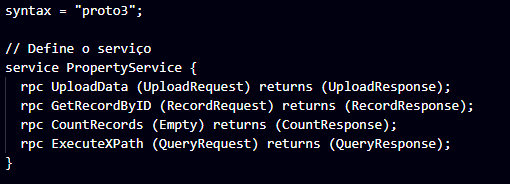 syntax = "proto3";

// Define o serviço
service PropertyService {
  rpc UploadData (UploadRequest) returns (UploadResponse);
  rpc GetRecordByID (RecordRequest) returns (RecordResponse);
  rpc CountRecords (Empty) returns (CountResponse);
  rpc ExecuteXPath (QueryRequest) returns (QueryResponse);
}